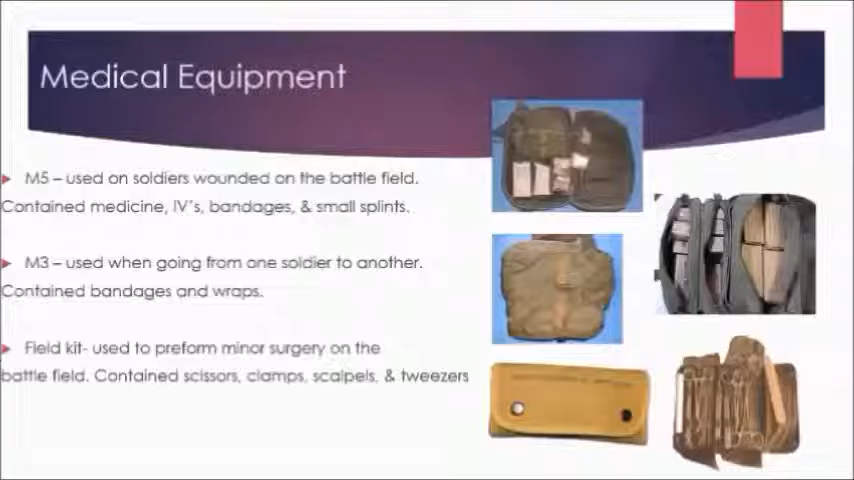 Medical Equipment
M5 – used on soldiers wounded on the battle field.
Contained medicine, IV's, bandages, & small splints.
M3 – used when going from one soldier to another.
Contained bandages and wraps.
Field kit- used to preform minor surgery on the
battle field. Contained scissors, clamps, scalpels, & tweezers